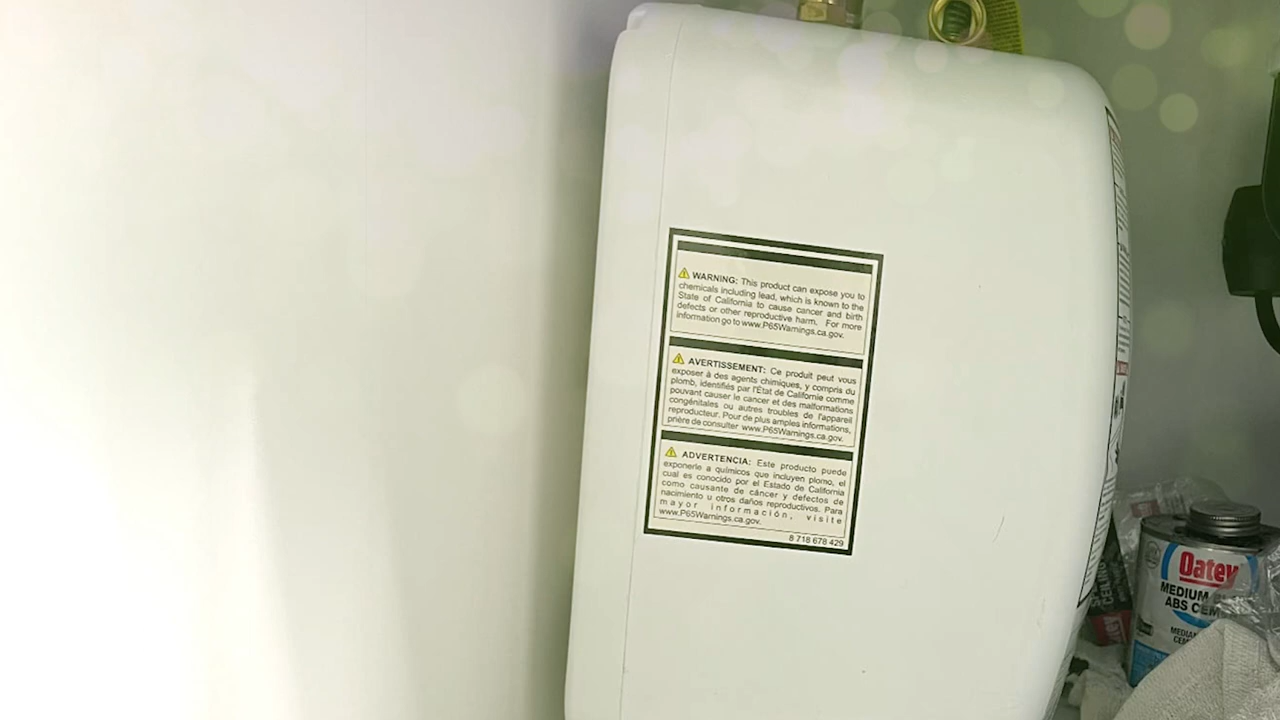 WARNING: This product can expose you to
chemicals including lead, which is known to the
State of California to cause cancer and birth
defects or other reproductive harm. For more
information go to www.P65Warnings.ca.gov.
AVERTISSEMENT: Ce produit peut vous
exposer à des agents chimiques, y compris du
plomb, identifiés par l'État de Californie comme
pouvant causer le cancer et des malformations
congénitales ou autres troubles de l'appareil
reproducteur. Pour de plus amples informations,
prière de consulter www.P65Warnings.ca.gov.
ADVERTENCIA: Este producto puede
exponerle a químicos que incluyen plomo, el
cual es conocido por el Estado de California
como causante de cáncer y defectos de
nacimiento u otros daños reproductivos. Para
mayor información, visite
www.P65Warnings.ca.gov.
8 718 678 429
Oatey
MEDIUM
ABS